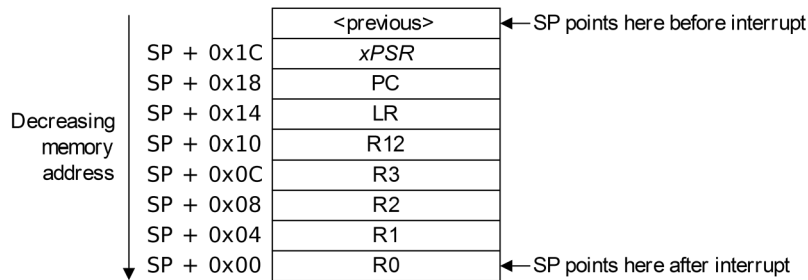 <previous>
SP points here before interrupt
SP + 0x1C
xPSR
SP + 0x18
PC
SP + 0x14
LR
SP + 0x10
R12
SP + 0x0C
R3
SP + 0x08
R2
SP + 0x04
R1
SP + 0x00
R0
SP points here after interrupt
Decreasing
memory
address